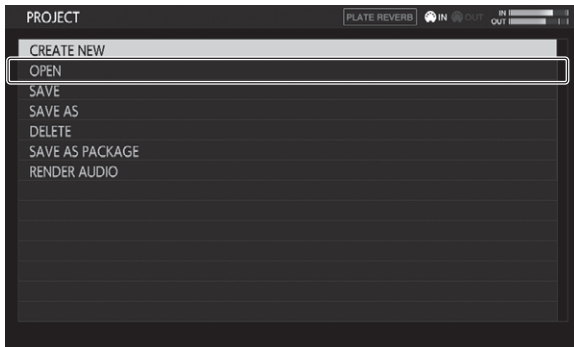 PROJECT PLATE REVERB IN OUT IN
OUT
CREATE NEW
OPEN
SAVE
SAVE AS
DELETE
SAVE AS PACKAGE
RENDER AUDIO